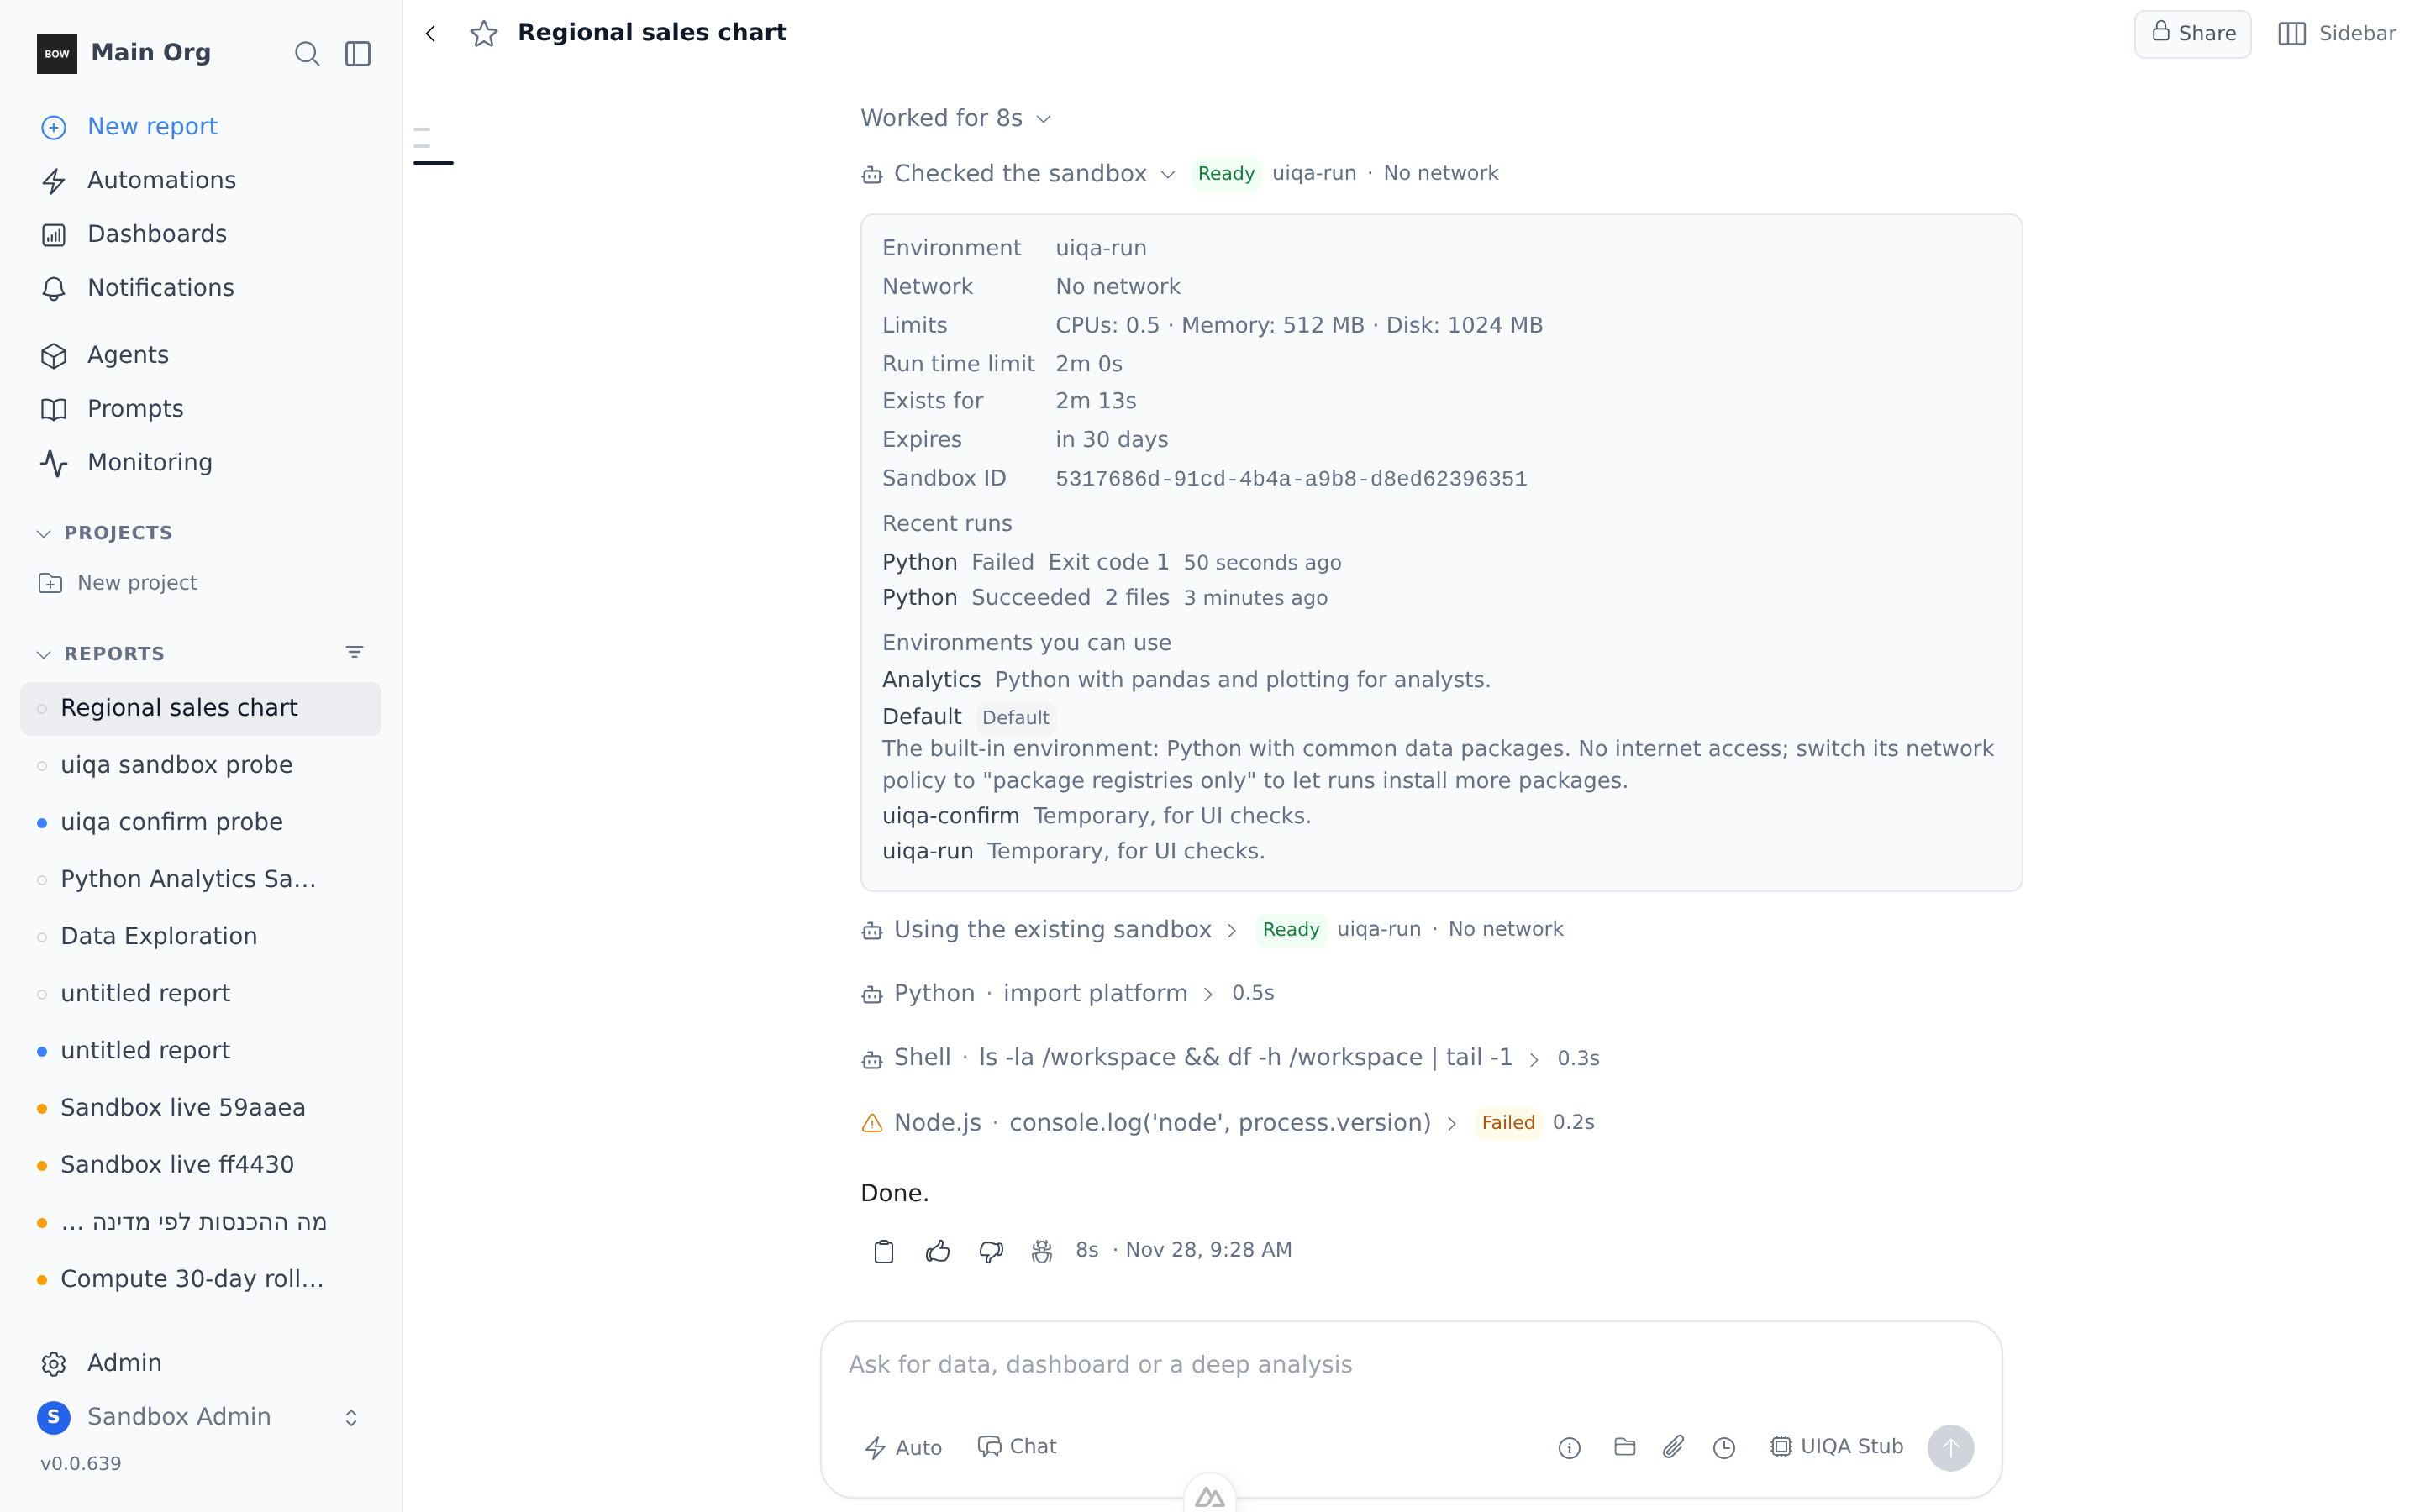 BOW
Main Org
New report
Automations
Dashboards
Notifications
Agents
Prompts
Monitoring
PROJECTS
New project
REPORTS
Regional sales chart
uiqa sandbox probe
uiqa confirm probe
Python Analytics Sa...
Data Exploration
untitled report
untitled report
Sandbox live 59aaea
Sandbox live ff4430
מה ההכנסות לפי מדינה ...
Compute 30-day roll...
Admin
S Sandbox Admin
v0.0.639
Regional sales chart
Share
Sidebar
Worked for 8s
Checked the sandbox Ready uiqa-run · No network
Environment uiqa-run
Network No network
Limits CPUs: 0.5 · Memory: 512 MB · Disk: 1024 MB
Run time limit 2m 0s
Exists for 2m 13s
Expires in 30 days
Sandbox ID 5317686d-91cd-4b4a-a9b8-d8ed62396351
Recent runs
Python Failed Exit code 1 50 seconds ago
Python Succeeded 2 files 3 minutes ago
Environments you can use
Analytics Python with pandas and plotting for analysts.
Default Default
The built-in environment: Python with common data packages. No internet access; switch its network
policy to "package registries only" to let runs install more packages.
uiqa-confirm Temporary, for UI checks.
uiqa-run Temporary, for UI checks.
Using the existing sandbox Ready uiqa-run · No network
Python · import platform 0.5s
Shell · ls -la /workspace && df -h /workspace | tail -1 0.3s
Node.js · console.log('node', process.version) Failed 0.2s
Done.
8s · Nov 28, 9:28 AM
Ask for data, dashboard or a deep analysis
Auto
Chat
UIQA Stub